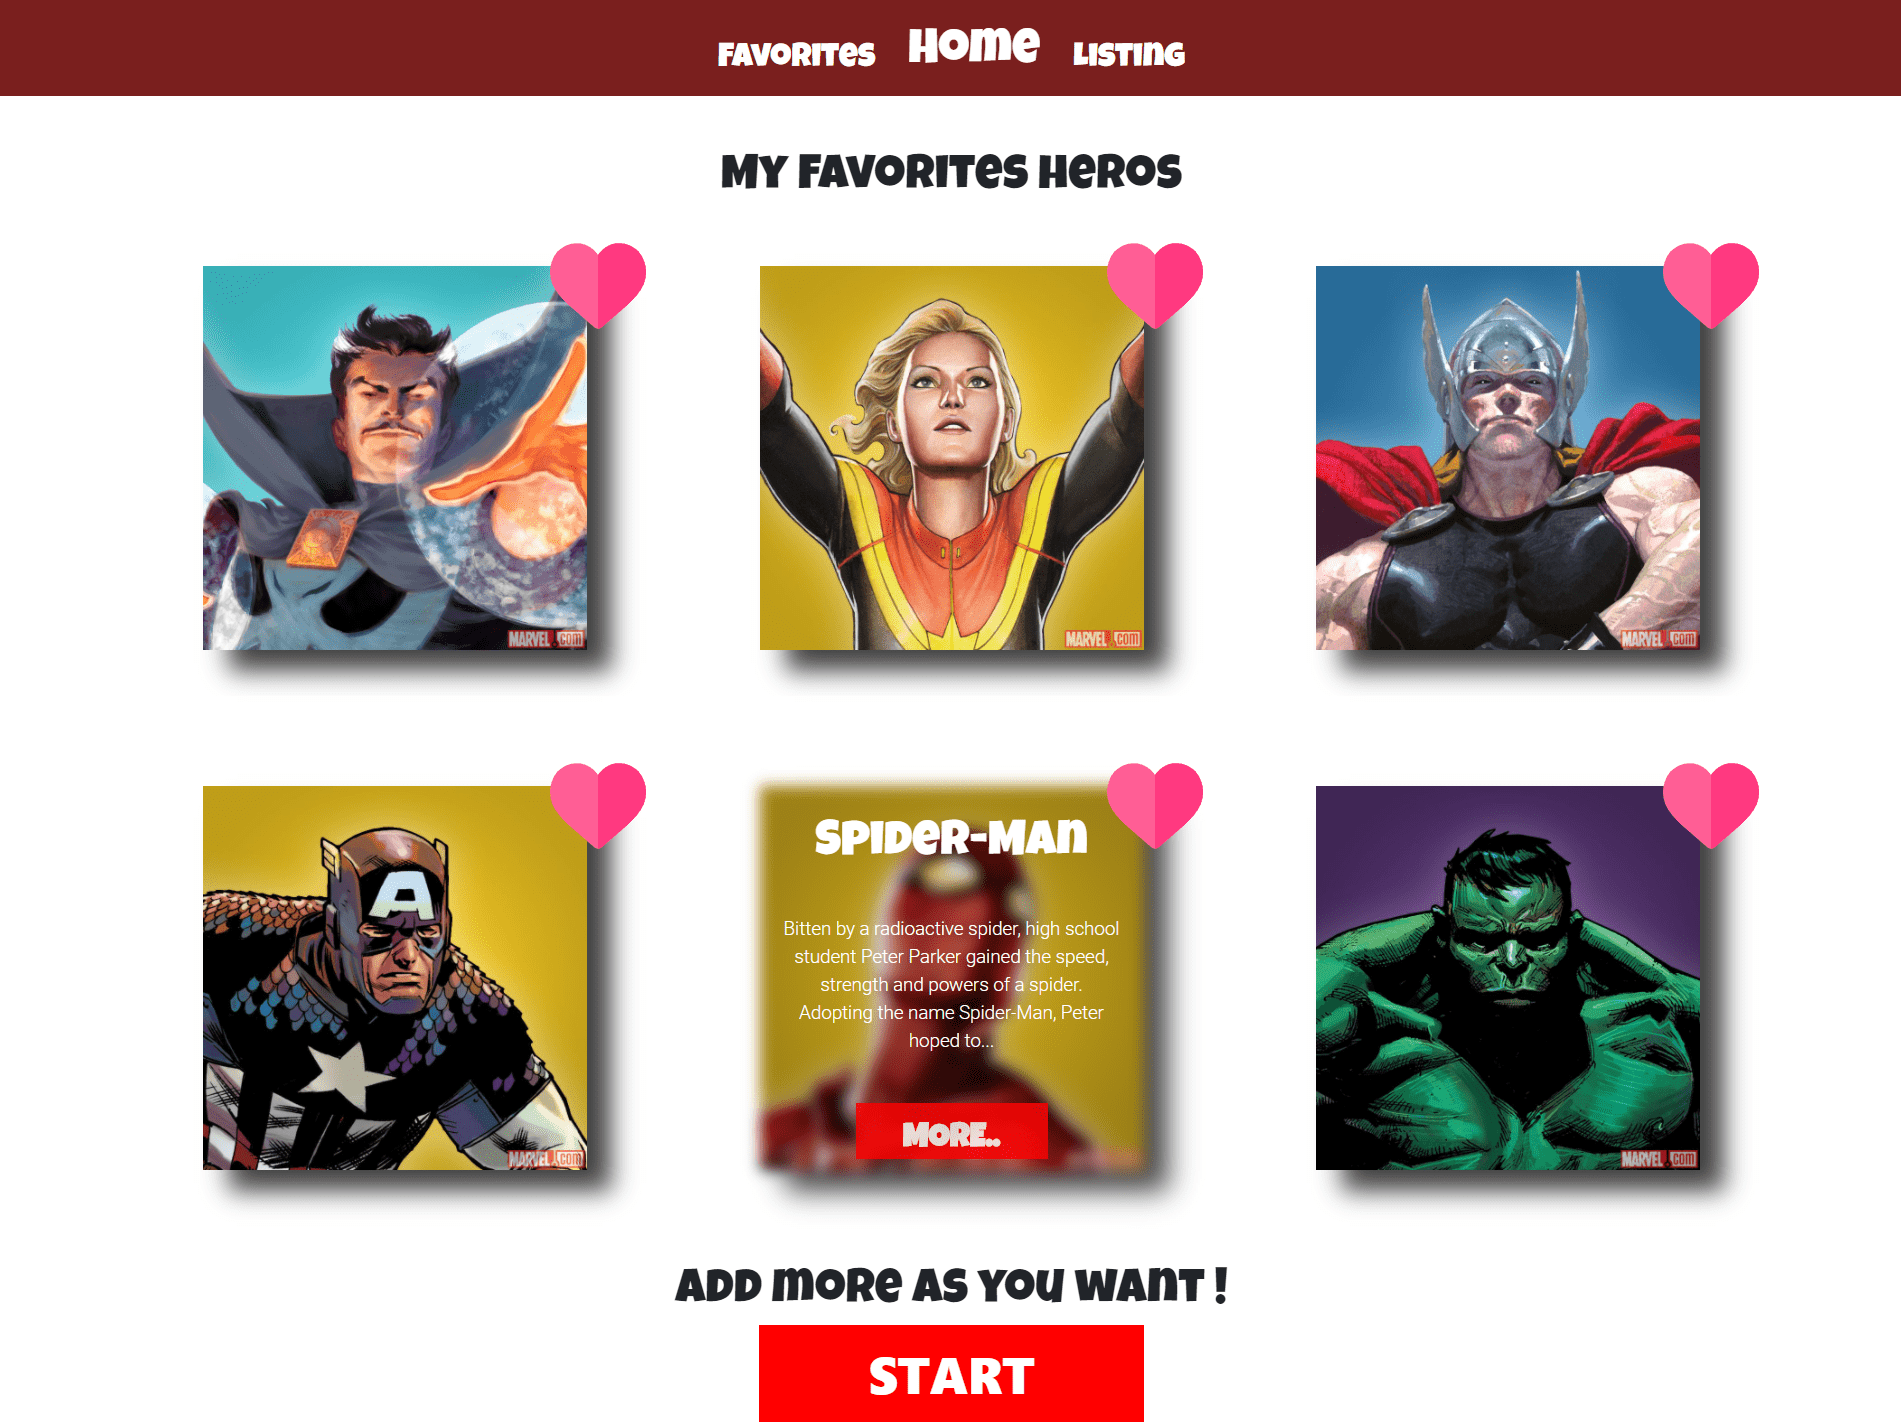 Favorites Home Listing
My Favorites Heros
MARVEL.com
MARVEL.com
MARVEL.com
Spider-Man
Bitten by a radioactive spider, high school
student Peter Parker gained the speed,
strength and powers of a spider.
Adopting the name Spider-Man, Peter
hoped to...
MORE..
A
MARVEL.com
MARVEL.com
Add more as you want !
START